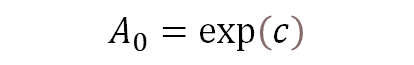 A₀ = exp(c)